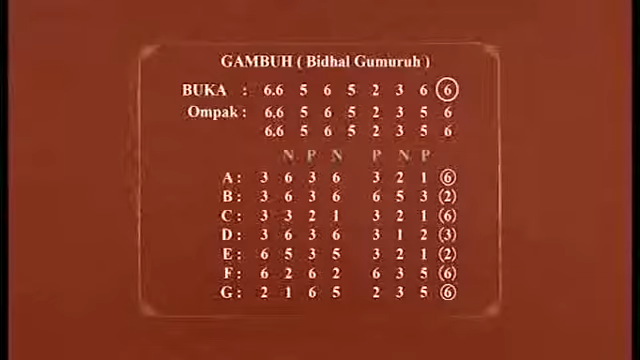 GAMBUH ( Bidhal Gumuruh )
BUKA : 6.6 5 6 5 2 3 6 (6)
Ompak : 6.6 5 6 5 2 3 5 6
6.6 5 6 5 2 3 5 6
N P N P N P
A : 3 6 3 6 3 2 1 (6)
B : 3 6 3 6 6 5 3 (2)
C : 3 3 2 1 3 2 1 (6)
D : 3 6 3 6 3 1 2 (3)
E : 6 5 3 5 3 2 1 (2)
F : 6 2 6 2 6 3 5 (6)
G : 2 1 6 5 2 3 5 (6)